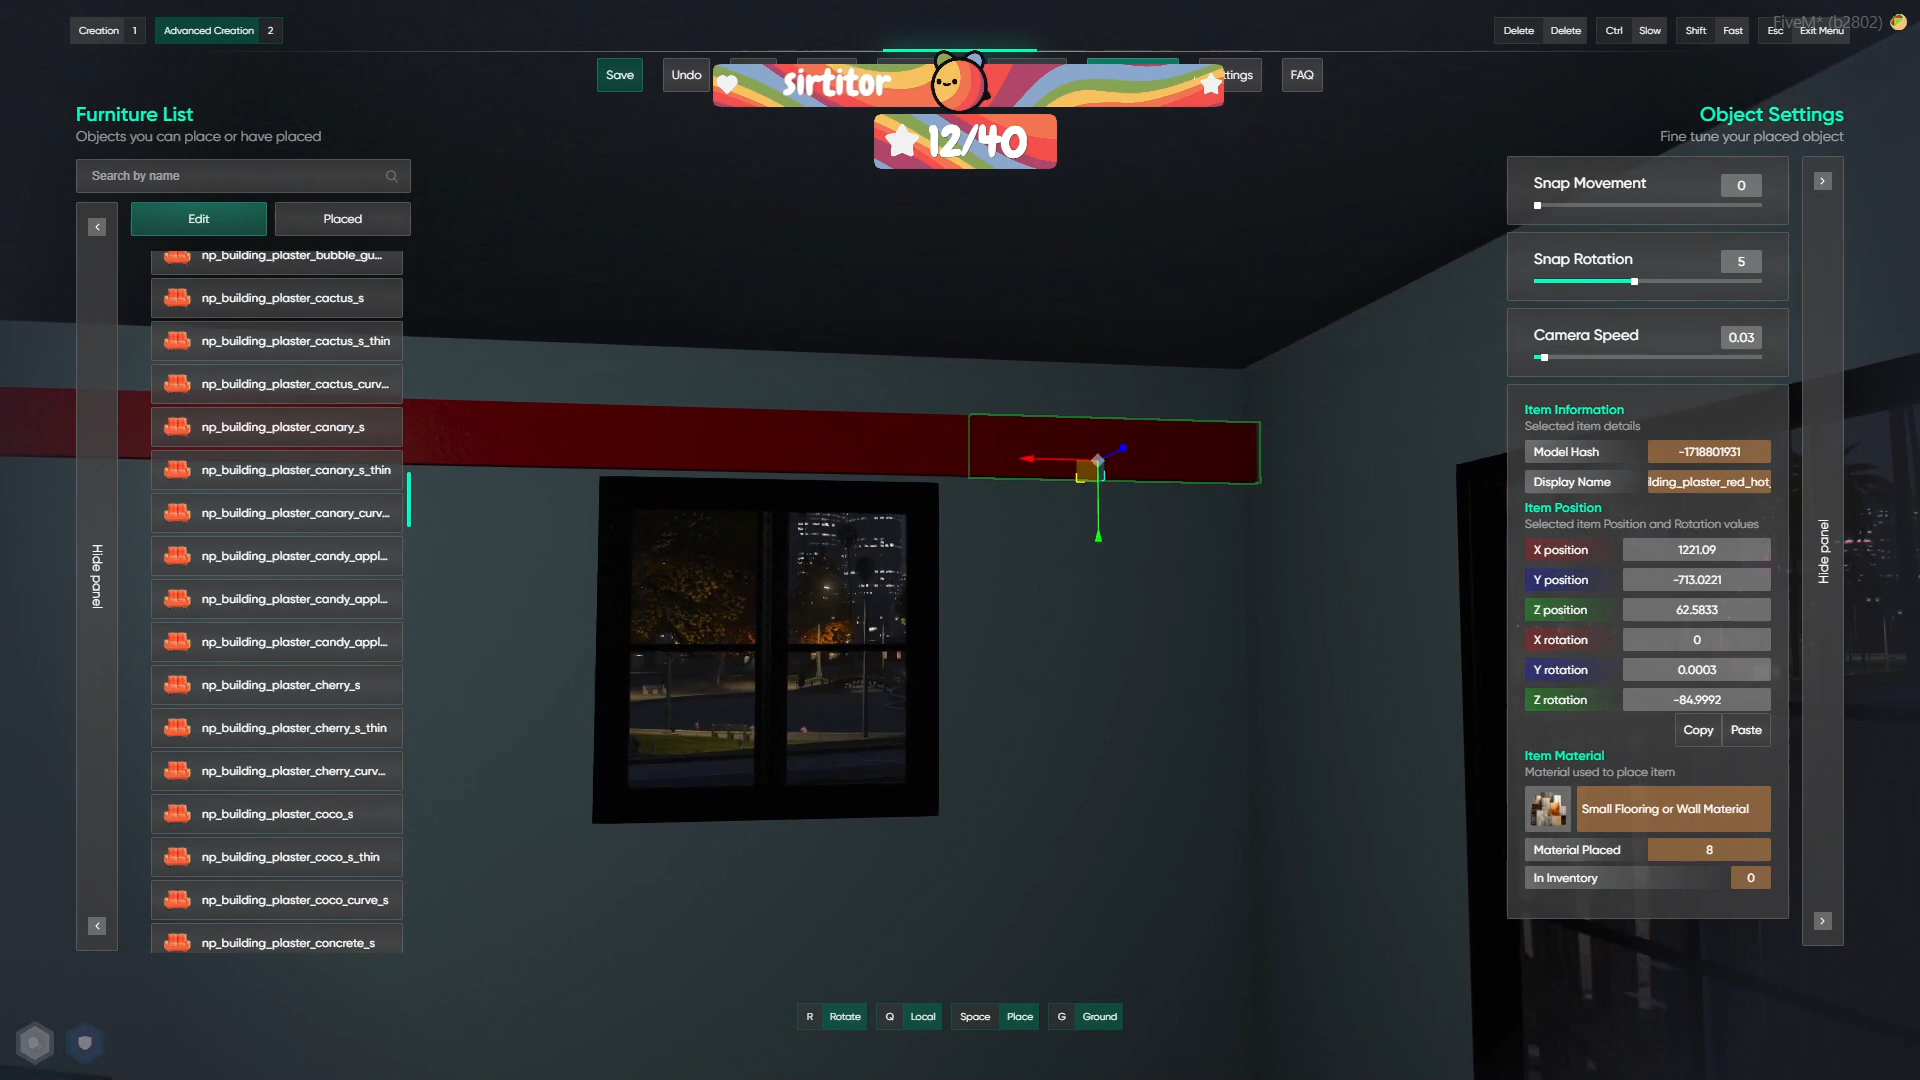 Creation 1
Advanced Creation 2
Delete Delete
Ctrl Slow
Shift Fast
Esc Exit Menu
FiveM* (b2802)
Save
Undo
FAQ
sirtitor
12/40
Furniture List
Objects you can place or have placed
Search by name
Edit
Placed
Hide panel
np_building_plaster_bubble_gu...
np_building_plaster_cactus_s
np_building_plaster_cactus_s_thin
np_building_plaster_cactus_curv...
np_building_plaster_canary_s
np_building_plaster_canary_s_thin
np_building_plaster_canary_curv...
np_building_plaster_candy_appl...
np_building_plaster_candy_appl...
np_building_plaster_candy_appl...
np_building_plaster_cherry_s
np_building_plaster_cherry_s_thin
np_building_plaster_cherry_curv...
np_building_plaster_coco_s
np_building_plaster_coco_s_thin
np_building_plaster_coco_curve_s
np_building_plaster_concrete_s
R Rotate
Q Local
Space Place
G Ground
Object Settings
Fine tune your placed object
Snap Movement 0
Snap Rotation 5
Camera Speed 0.03
Item Information
Selected item details
Model Hash -1718801931
Display Name ilding_plaster_red_hot_
Item Position
Selected item Position and Rotation values
X position 1221.09
Y position -713.0221
Z position 62.5833
X rotation 0
Y rotation 0.0003
Z rotation -84.9992
Copy Paste
Item Material
Material used to place item
Small Flooring or Wall Material
Material Placed 8
In Inventory 0
Hide panel